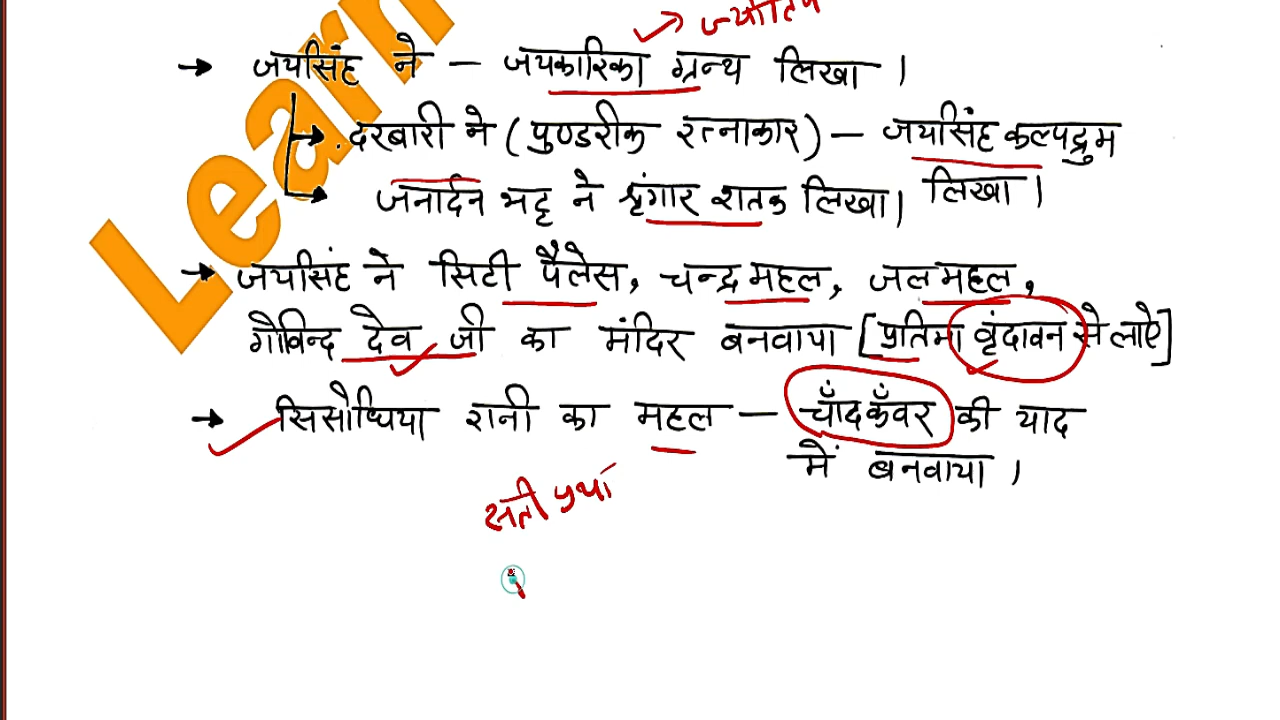 ज्योतिष
→ जयसिंह ने – जयकारिका ग्रन्थ लिखा ।
→ दरबारी ने (पुण्डरीक रत्नाकार) – जयसिंह कल्पद्रुम
लिखा ।
→ जनार्दन भट्ट ने श्रृंगार शतक लिखा।
→ जयसिंह ने सिटी पैलेस, चन्द्र महल, जल महल,
गोविन्द देव जी का मंदिर बनवाया [प्रतिमा वृंदावन से लाऐ]
→ सिसोधिया रानी का महल – चाँदकँवर की याद
में बनवाया ।
सती प्रथा
Learn